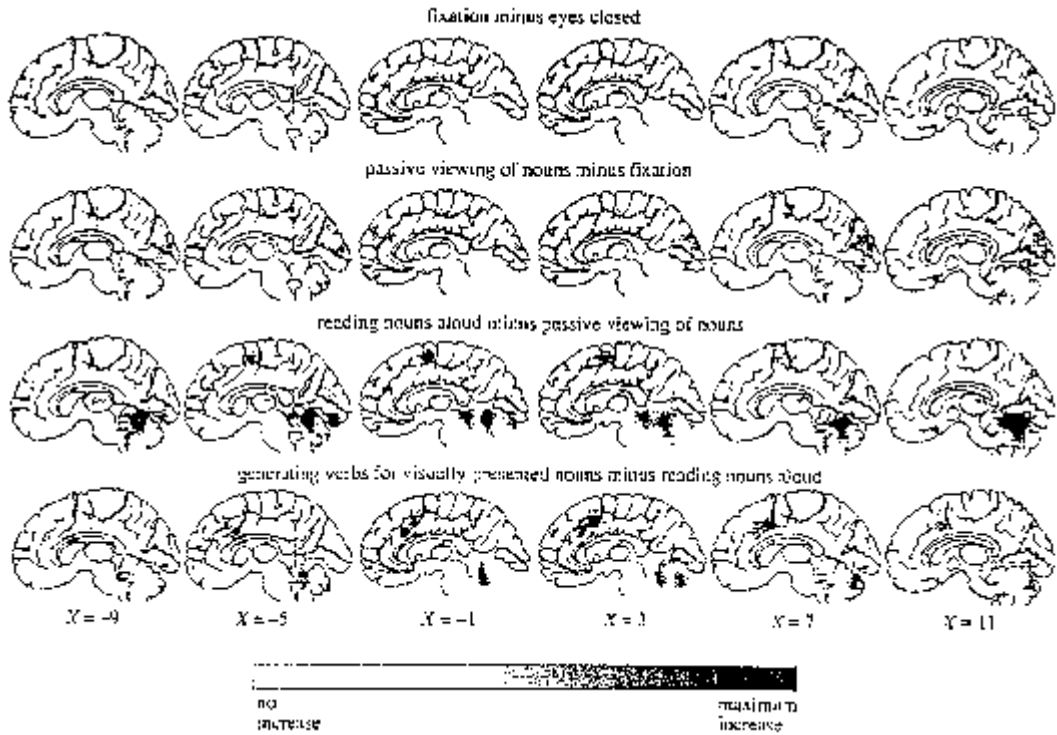 fixation minus eyes closed
passive viewing of nouns minus fixation
reading nouns aloud minus passive viewing of nouns
generating verbs for visually presented nouns minus reading nouns aloud
X = -9 X = -5 X = -1 X = 3 X = 7 X = 11
no increase maximum increase